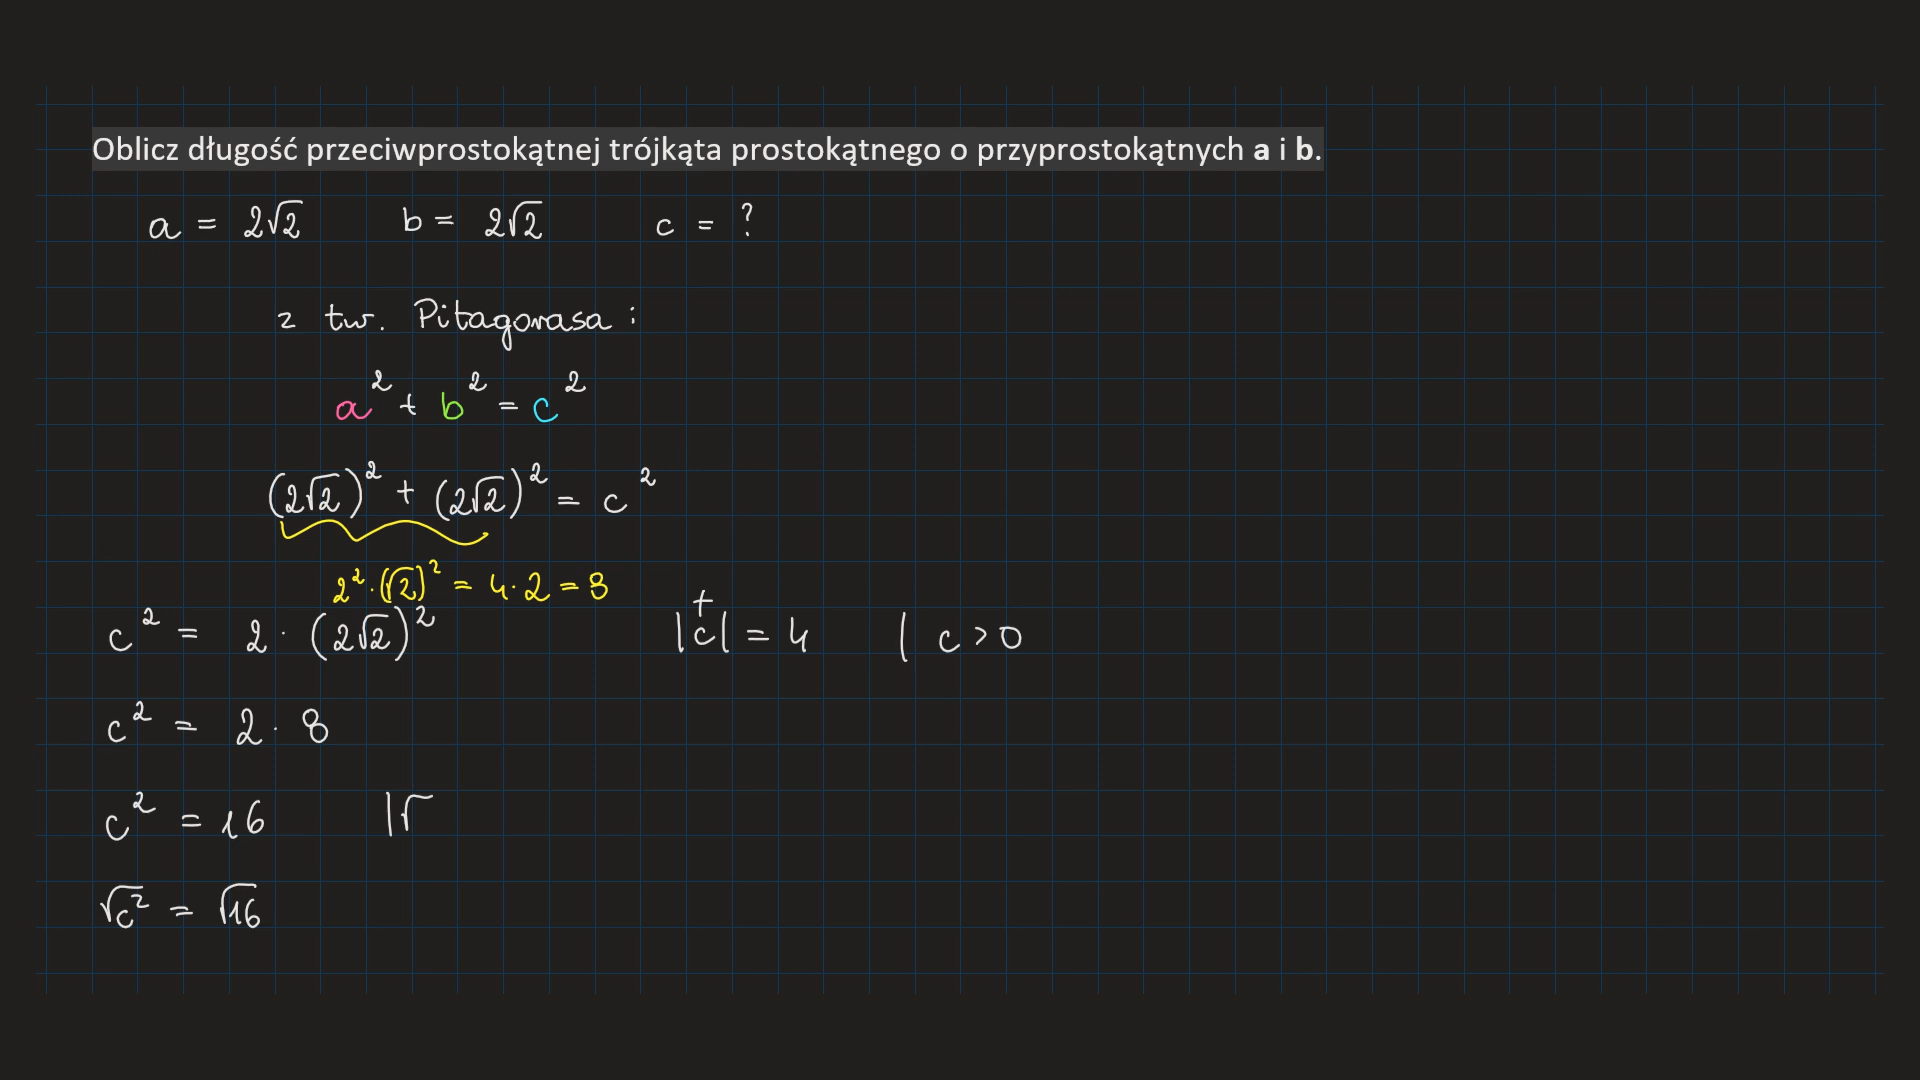 Oblicz długość przeciwprostokątnej trójkąta prostokątnego o przyprostokątnych a i b.
a = 2√2 b = 2√2 c = ?
z tw. Pitagorasa :
a² + b² = c²
(2√2)² + (2√2)² = c²
2² · (√2)² = 4 · 2 = 8
c² = 2 · (2√2)²
c² = 2 · 8
c² = 16 |√
√c² = √16
+
|c| = 4 | c > 0